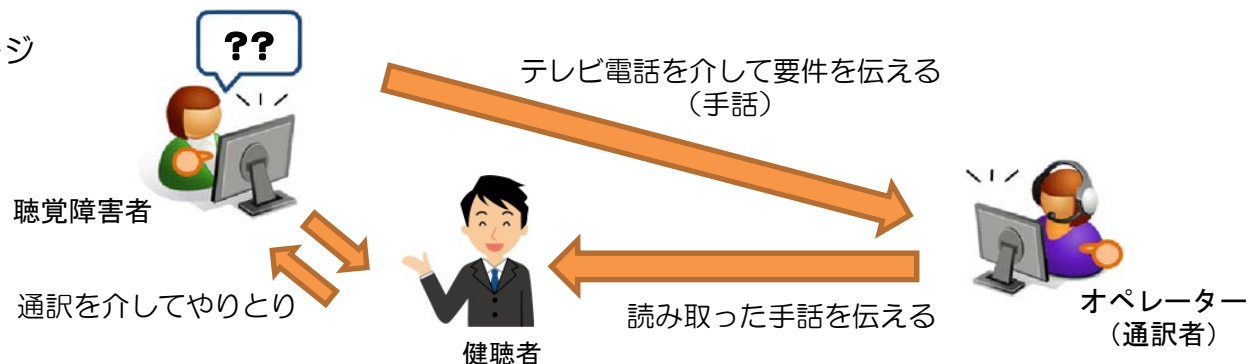 ージ
??
テレビ電話を介して要件を伝える
（手話）
聴覚障害者
通訳を介してやりとり
読み取った手話を伝える
オペレーター
（通訳者）
健聴者